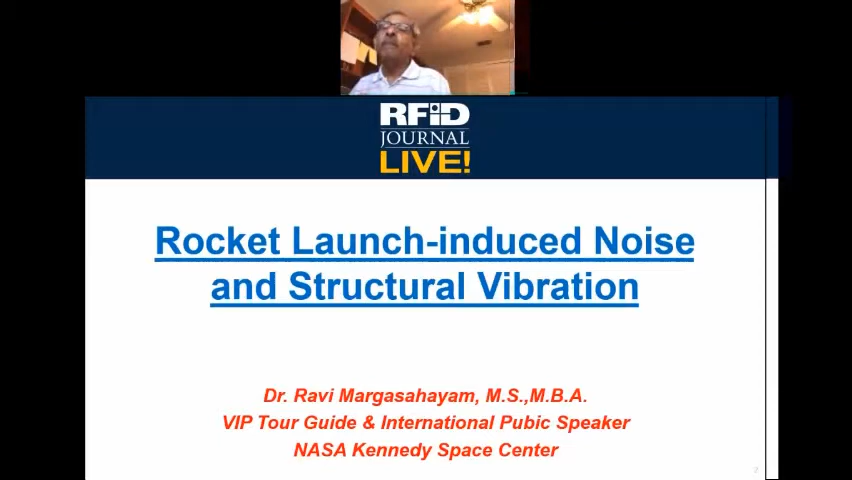 RFiD
JOURNAL
LIVE!
Rocket Launch-induced Noise
and Structural Vibration
Dr. Ravi Margasahayam, M.S.,M.B.A.
VIP Tour Guide & International Pubic Speaker
NASA Kennedy Space Center
2